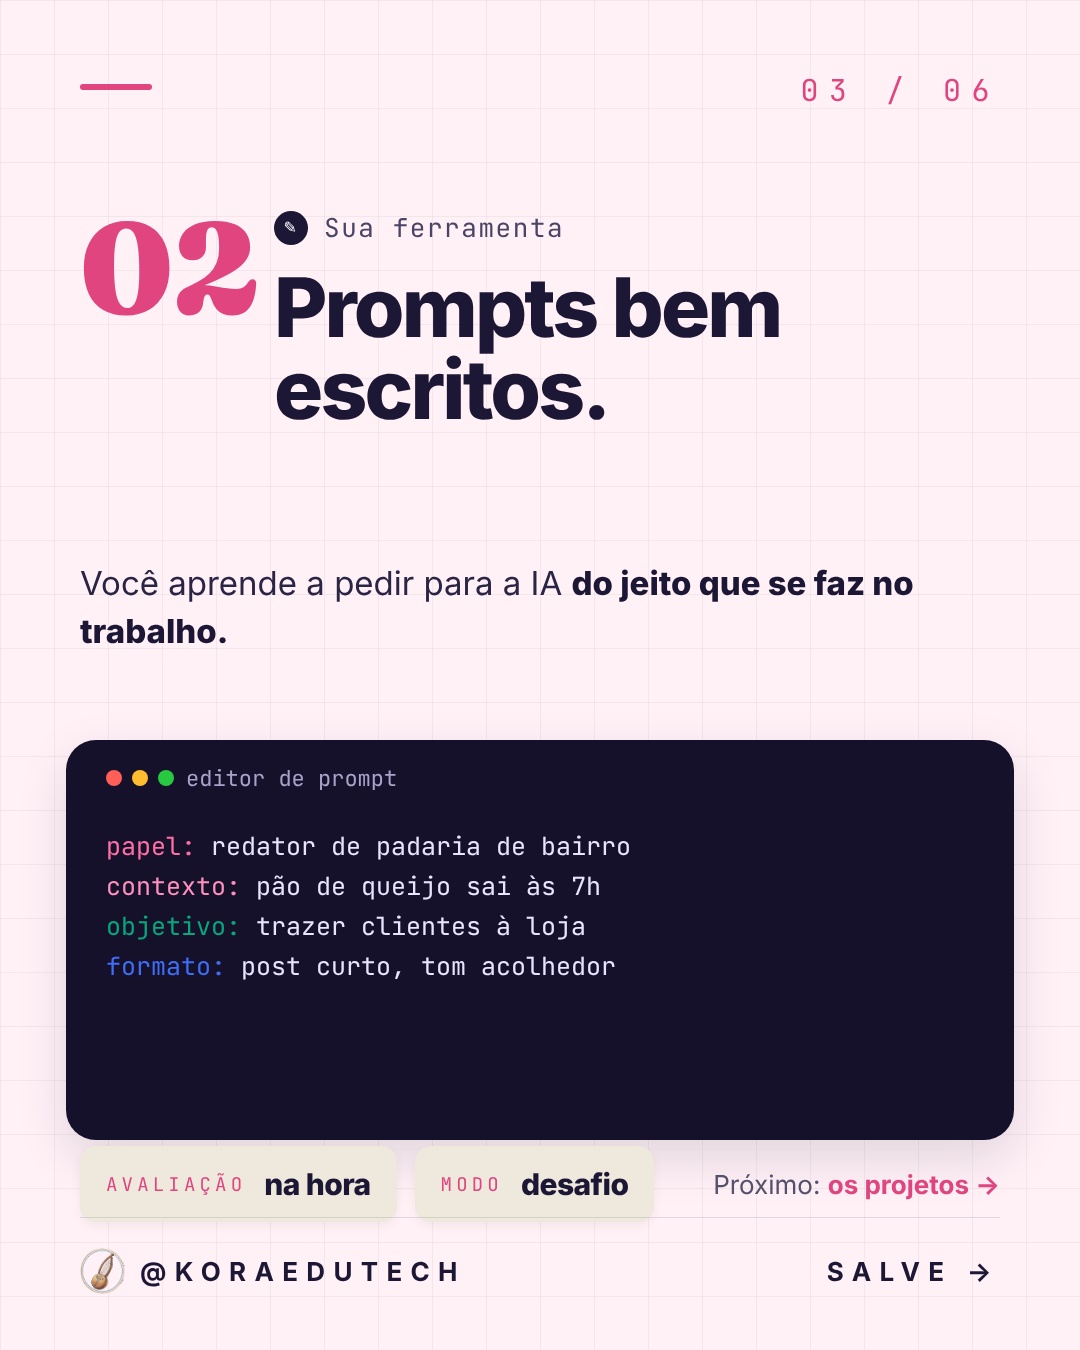 03 / 06
02
Sua ferramenta
Prompts bem
escritos.
Você aprende a pedir para a IA do jeito que se faz no
trabalho.
editor de prompt
papel: redator de padaria de bairro
contexto: pão de queijo sai às 7h
objetivo: trazer clientes à loja
formato: post curto, tom acolhedor
AVALIAÇÃO na hora
MODO desafio
Próximo: os projetos →
@KORAEDUTECH
SALVE →